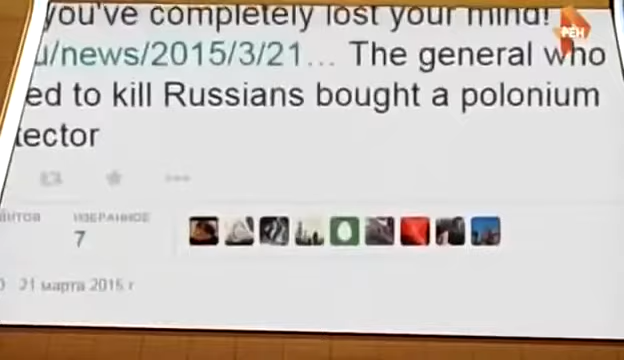 you've completely lost your mind!
РЕН
u/news/2015/3/21... The general who
ed to kill Russians bought a polonium
tector
ИТОВ
ИЗБРАННОЕ
7
21 марта 2015 г